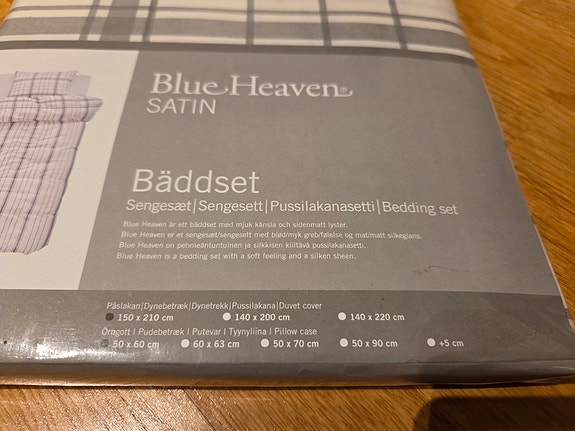 Blue Heaven®
SATIN
Bäddset
Sengesæt|Sengesett|Pussilakanasetti|Bedding set
Blue Heaven är ett bäddset med mjuk känsla och sidenmatt lyster.
Blue Heaven er et sengesæt/sengesett med blød/myk greb/følelse og mat/matt silkeglans.
Blue Heaven on pehmeäntuntuinen ja silkkisen kiiltävä pussilakanasetti.
Blue Heaven is a bedding set with a soft feeling and a silken sheen.
Påslakan|Dynebetræk|Dynetrekk|Pussilakana|Duvet cover
150 x 210 cm 140 x 200 cm 140 x 220 cm
Örngott | Pudebetræk | Putevar | Tyynyliina | Pillow case
50 x 60 cm 60 x 63 cm 50 x 70 cm 50 x 90 cm +5 cm